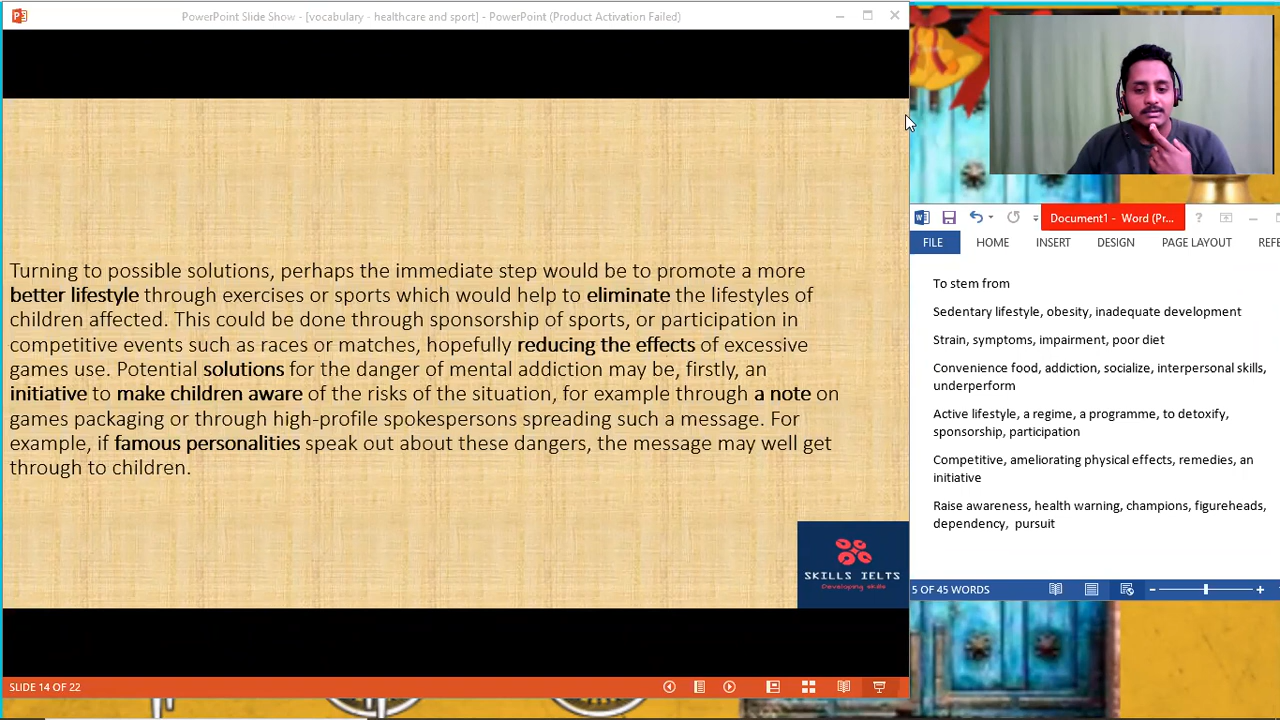 PowerPoint Slide Show - [vocabulary - healthcare and sport] - PowerPoint (Product Activation Failed)
Turning to possible solutions, perhaps the immediate step would be to promote a more
better lifestyle through exercises or sports which would help to eliminate the lifestyles of
children affected. This could be done through sponsorship of sports, or participation in
competitive events such as races or matches, hopefully reducing the effects of excessive
games use. Potential solutions for the danger of mental addiction may be, firstly, an
initiative to make children aware of the risks of the situation, for example through a note on
games packaging or through high-profile spokespersons spreading such a message. For
example, if famous personalities speak out about these dangers, the message may well get
through to children.
SKILLS IELTS
Developing skills
SLIDE 14 OF 22
Document1 - Word (Pr...
FILE HOME INSERT DESIGN PAGE LAYOUT REFE
To stem from
Sedentary lifestyle, obesity, inadequate development
Strain, symptoms, impairment, poor diet
Convenience food, addiction, socialize, interpersonal skills,
underperform
Active lifestyle, a regime, a programme, to detoxify,
sponsorship, participation
Competitive, ameliorating physical effects, remedies, an
initiative
Raise awareness, health warning, champions, figureheads,
dependency, pursuit
5 OF 45 WORDS